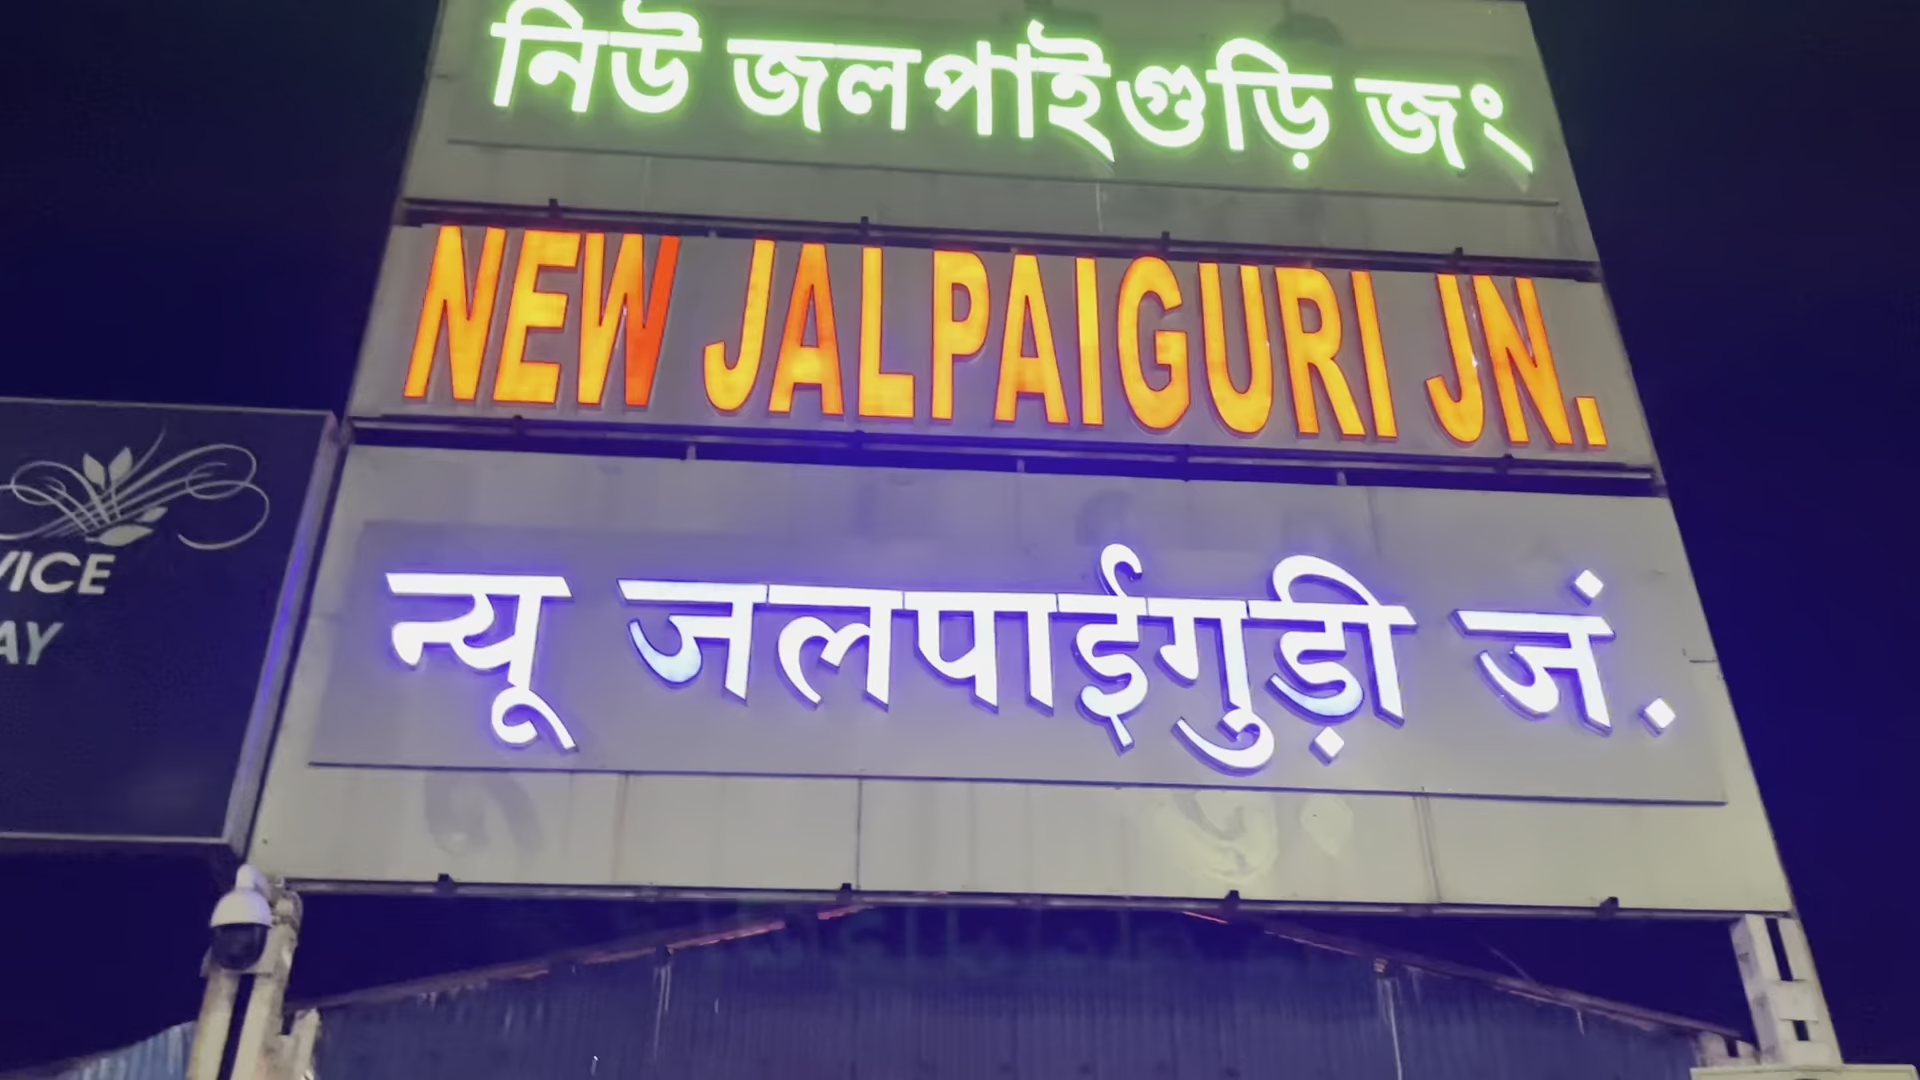 নিউ জলপাইগুড়ি জং
NEW JALPAIGURI JN.
न्यू जलपाईगुड़ी जं.
VICE
AY